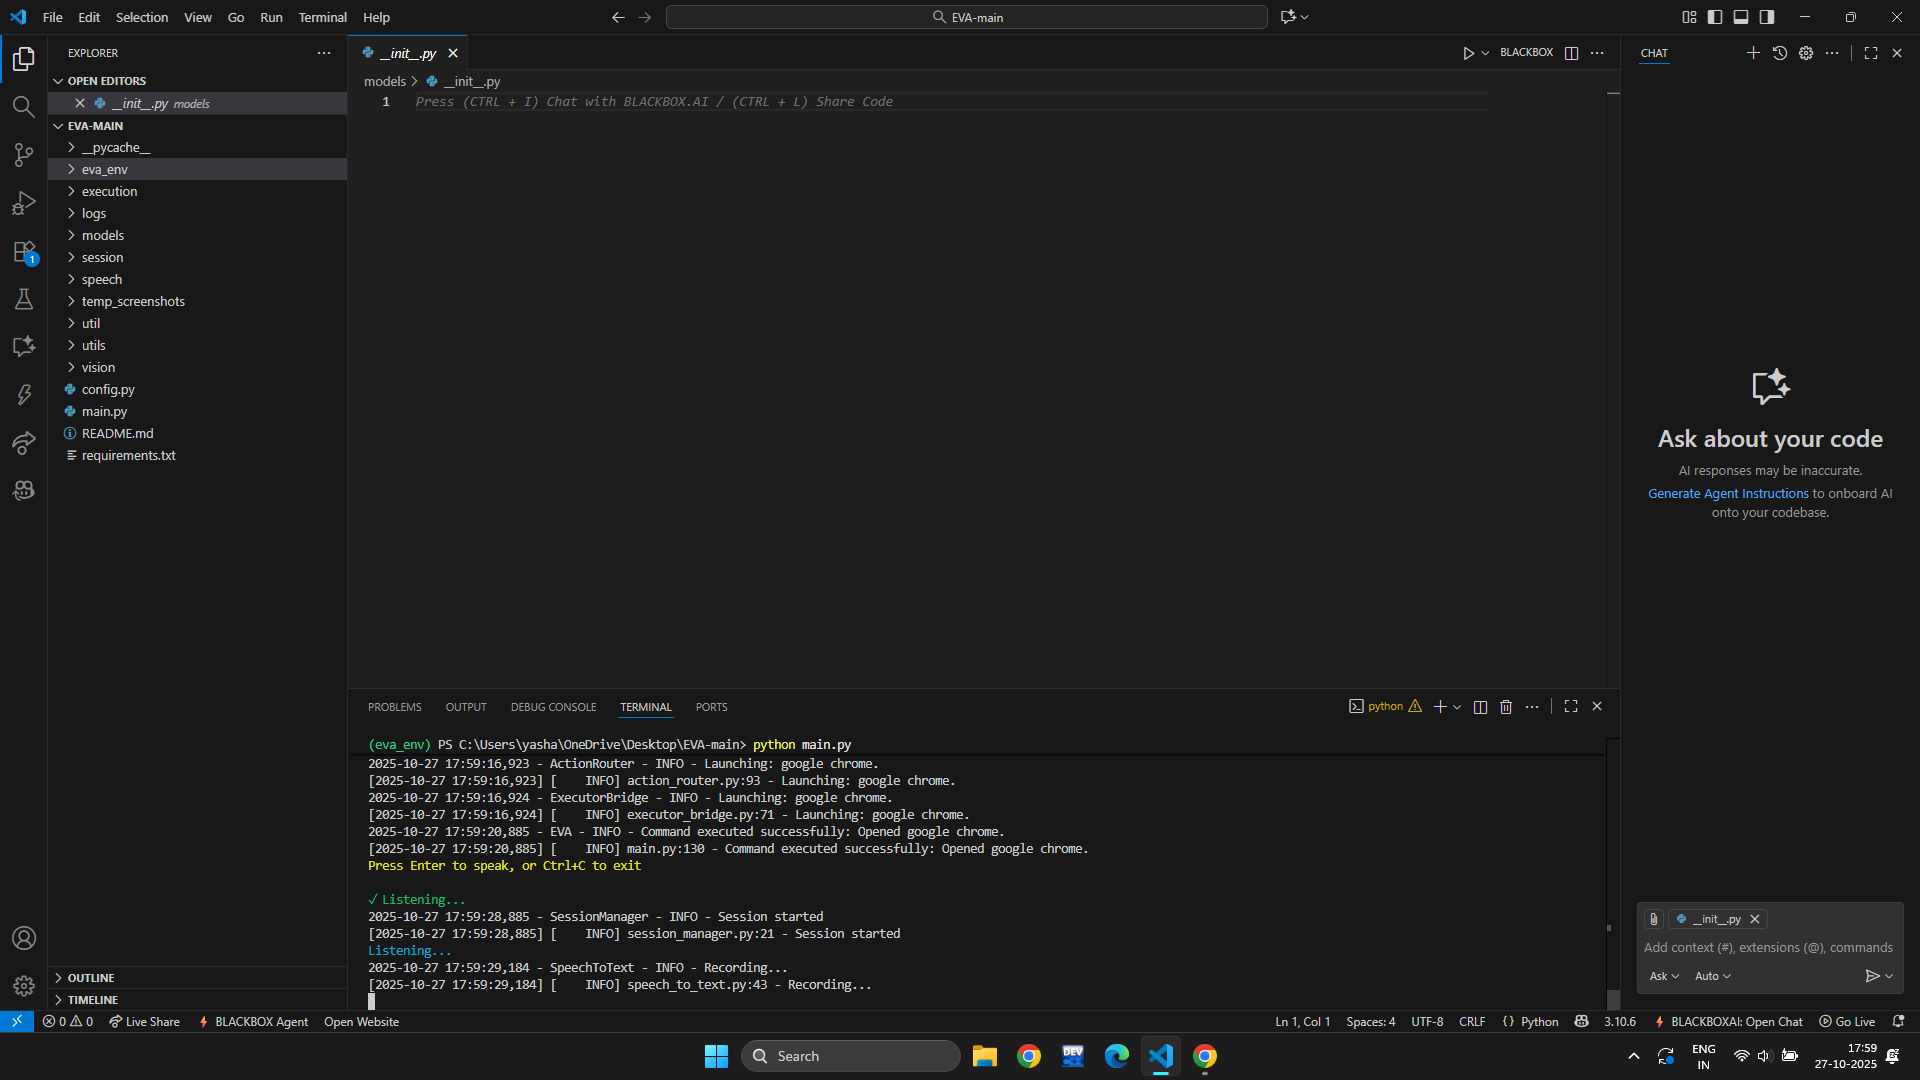 File Edit Selection View Go Run Terminal Help
EVA-main
EXPLORER
OPEN EDITORS
__init__.py models
EVA-MAIN
__pycache__
eva_env
execution
logs
models
session
speech
temp_screenshots
util
utils
vision
config.py
main.py
README.md
requirements.txt
OUTLINE
TIMELINE
1
__init__.py
BLACKBOX
models > __init__.py
1 Press (CTRL + I) Chat with BLACKBOX.AI / (CTRL + L) Share Code
PROBLEMS OUTPUT DEBUG CONSOLE TERMINAL PORTS
python
(eva_env) PS C:\Users\yasha\OneDrive\Desktop\EVA-main> python main.py
2025-10-27 17:59:16,923 - ActionRouter - INFO - Launching: google chrome.
[2025-10-27 17:59:16,923] [    INFO] action_router.py:93 - Launching: google chrome.
2025-10-27 17:59:16,924 - ExecutorBridge - INFO - Launching: google chrome.
[2025-10-27 17:59:16,924] [    INFO] executor_bridge.py:71 - Launching: google chrome.
2025-10-27 17:59:20,885 - EVA - INFO - Command executed successfully: Opened google chrome.
[2025-10-27 17:59:20,885] [    INFO] main.py:130 - Command executed successfully: Opened google chrome.
Press Enter to speak, or Ctrl+C to exit
✓ Listening...
2025-10-27 17:59:28,885 - SessionManager - INFO - Session started
[2025-10-27 17:59:28,885] [    INFO] session_manager.py:21 - Session started
Listening...
2025-10-27 17:59:29,184 - SpeechToText - INFO - Recording...
[2025-10-27 17:59:29,184] [    INFO] speech_to_text.py:43 - Recording...
CHAT
Ask about your code
AI responses may be inaccurate.
Generate Agent Instructions to onboard AI
onto your codebase.
__init__.py
Add context (#), extensions (@), commands
Ask Auto
0 0 Live Share BLACKBOX Agent Open Website
Ln 1, Col 1 Spaces: 4 UTF-8 CRLF {} Python 3.10.6 BLACKBOXAI: Open Chat Go Live
Search
DEV
ENG
IN
17:59
27-10-2025